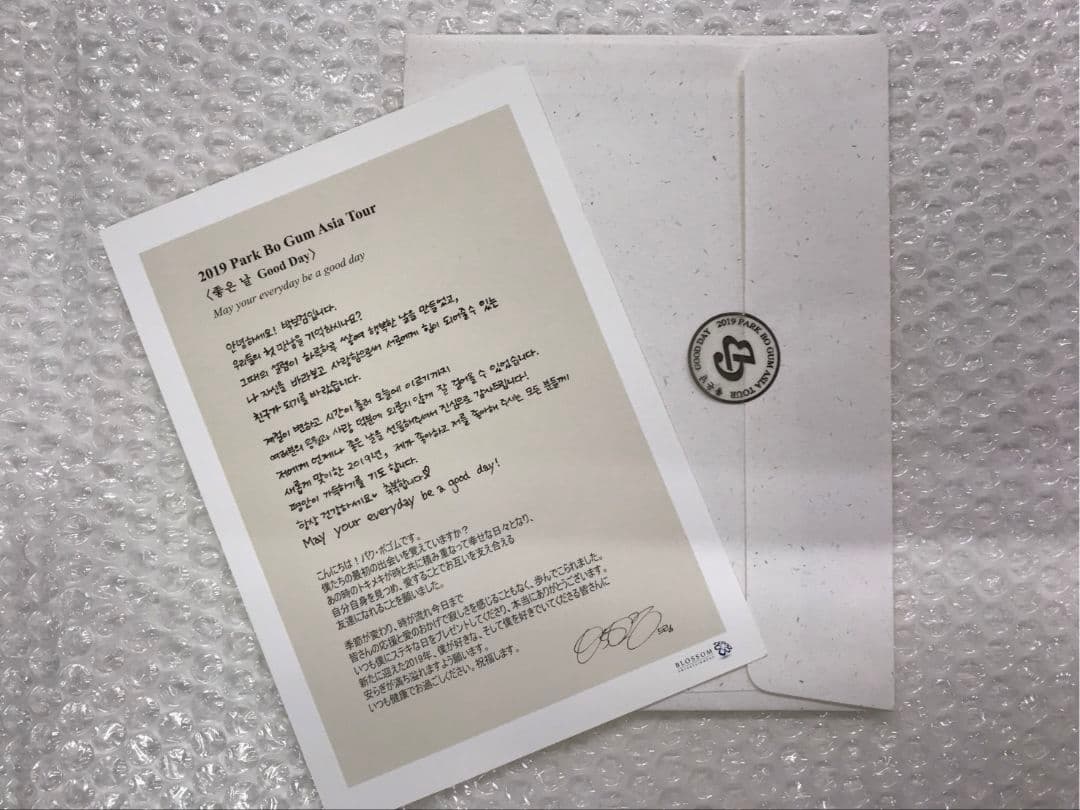 2019 Park Bo Gum Asia Tour
〈좋은 날 Good Day〉
May your everyday be a good day
안녕하세요! 박보검입니다.
우리들의 첫 만남을 기억하시나요?
그때의 설렘이 하루하루 쌓여 행복한 날을 만들었고,
나 자신을 바라보고 사랑함으로써 서로에게 힘이 되어줄 수 있는
친구가 되기를 바랐습니다.
계절이 변하고 시간이 흘러 오늘에 이르기까지
여러분의 응원과 사랑 덕분에 외롭지 않게 잘 걸어올 수 있었습니다.
저에게 언제나 좋은 날을 선물해주셔서 진심으로 감사드립니다!
새롭게 맞이한 2019년, 제가 좋아하고 저를 좋아해 주시는 모든 분들께
평안이 가득하기를 기도 합니다.
항상 건강하세요♥ 축복합니다
May your everyday be a good day!
こんにちは！パク・ボゴムです。
僕たちの最初の出会いを覚えていますか？
あの時のトキメキが時と共に積み重なって幸せな日々となり、
自分自身を見つめ、愛することでお互いを支え合える
友達になれることを願いました。
季節が変わり、時が流れ今日まで
皆さんの応援と愛のおかげで寂しさを感じることもなく、歩んでこられました。
いつも僕にステキな日をプレゼントしてくださり、本当にありがとうございます。
新たに迎えた2019年、僕が好きな、そして僕を好きでいてくださる皆さんに
安らぎが満ち溢れますよう願います。
いつも健康でお過ごしください。祝福します。
BLOSSOM
ENTERTAINMENT
좋은날 GOOD DAY 2019 PARK BO GUM ASIA TOUR